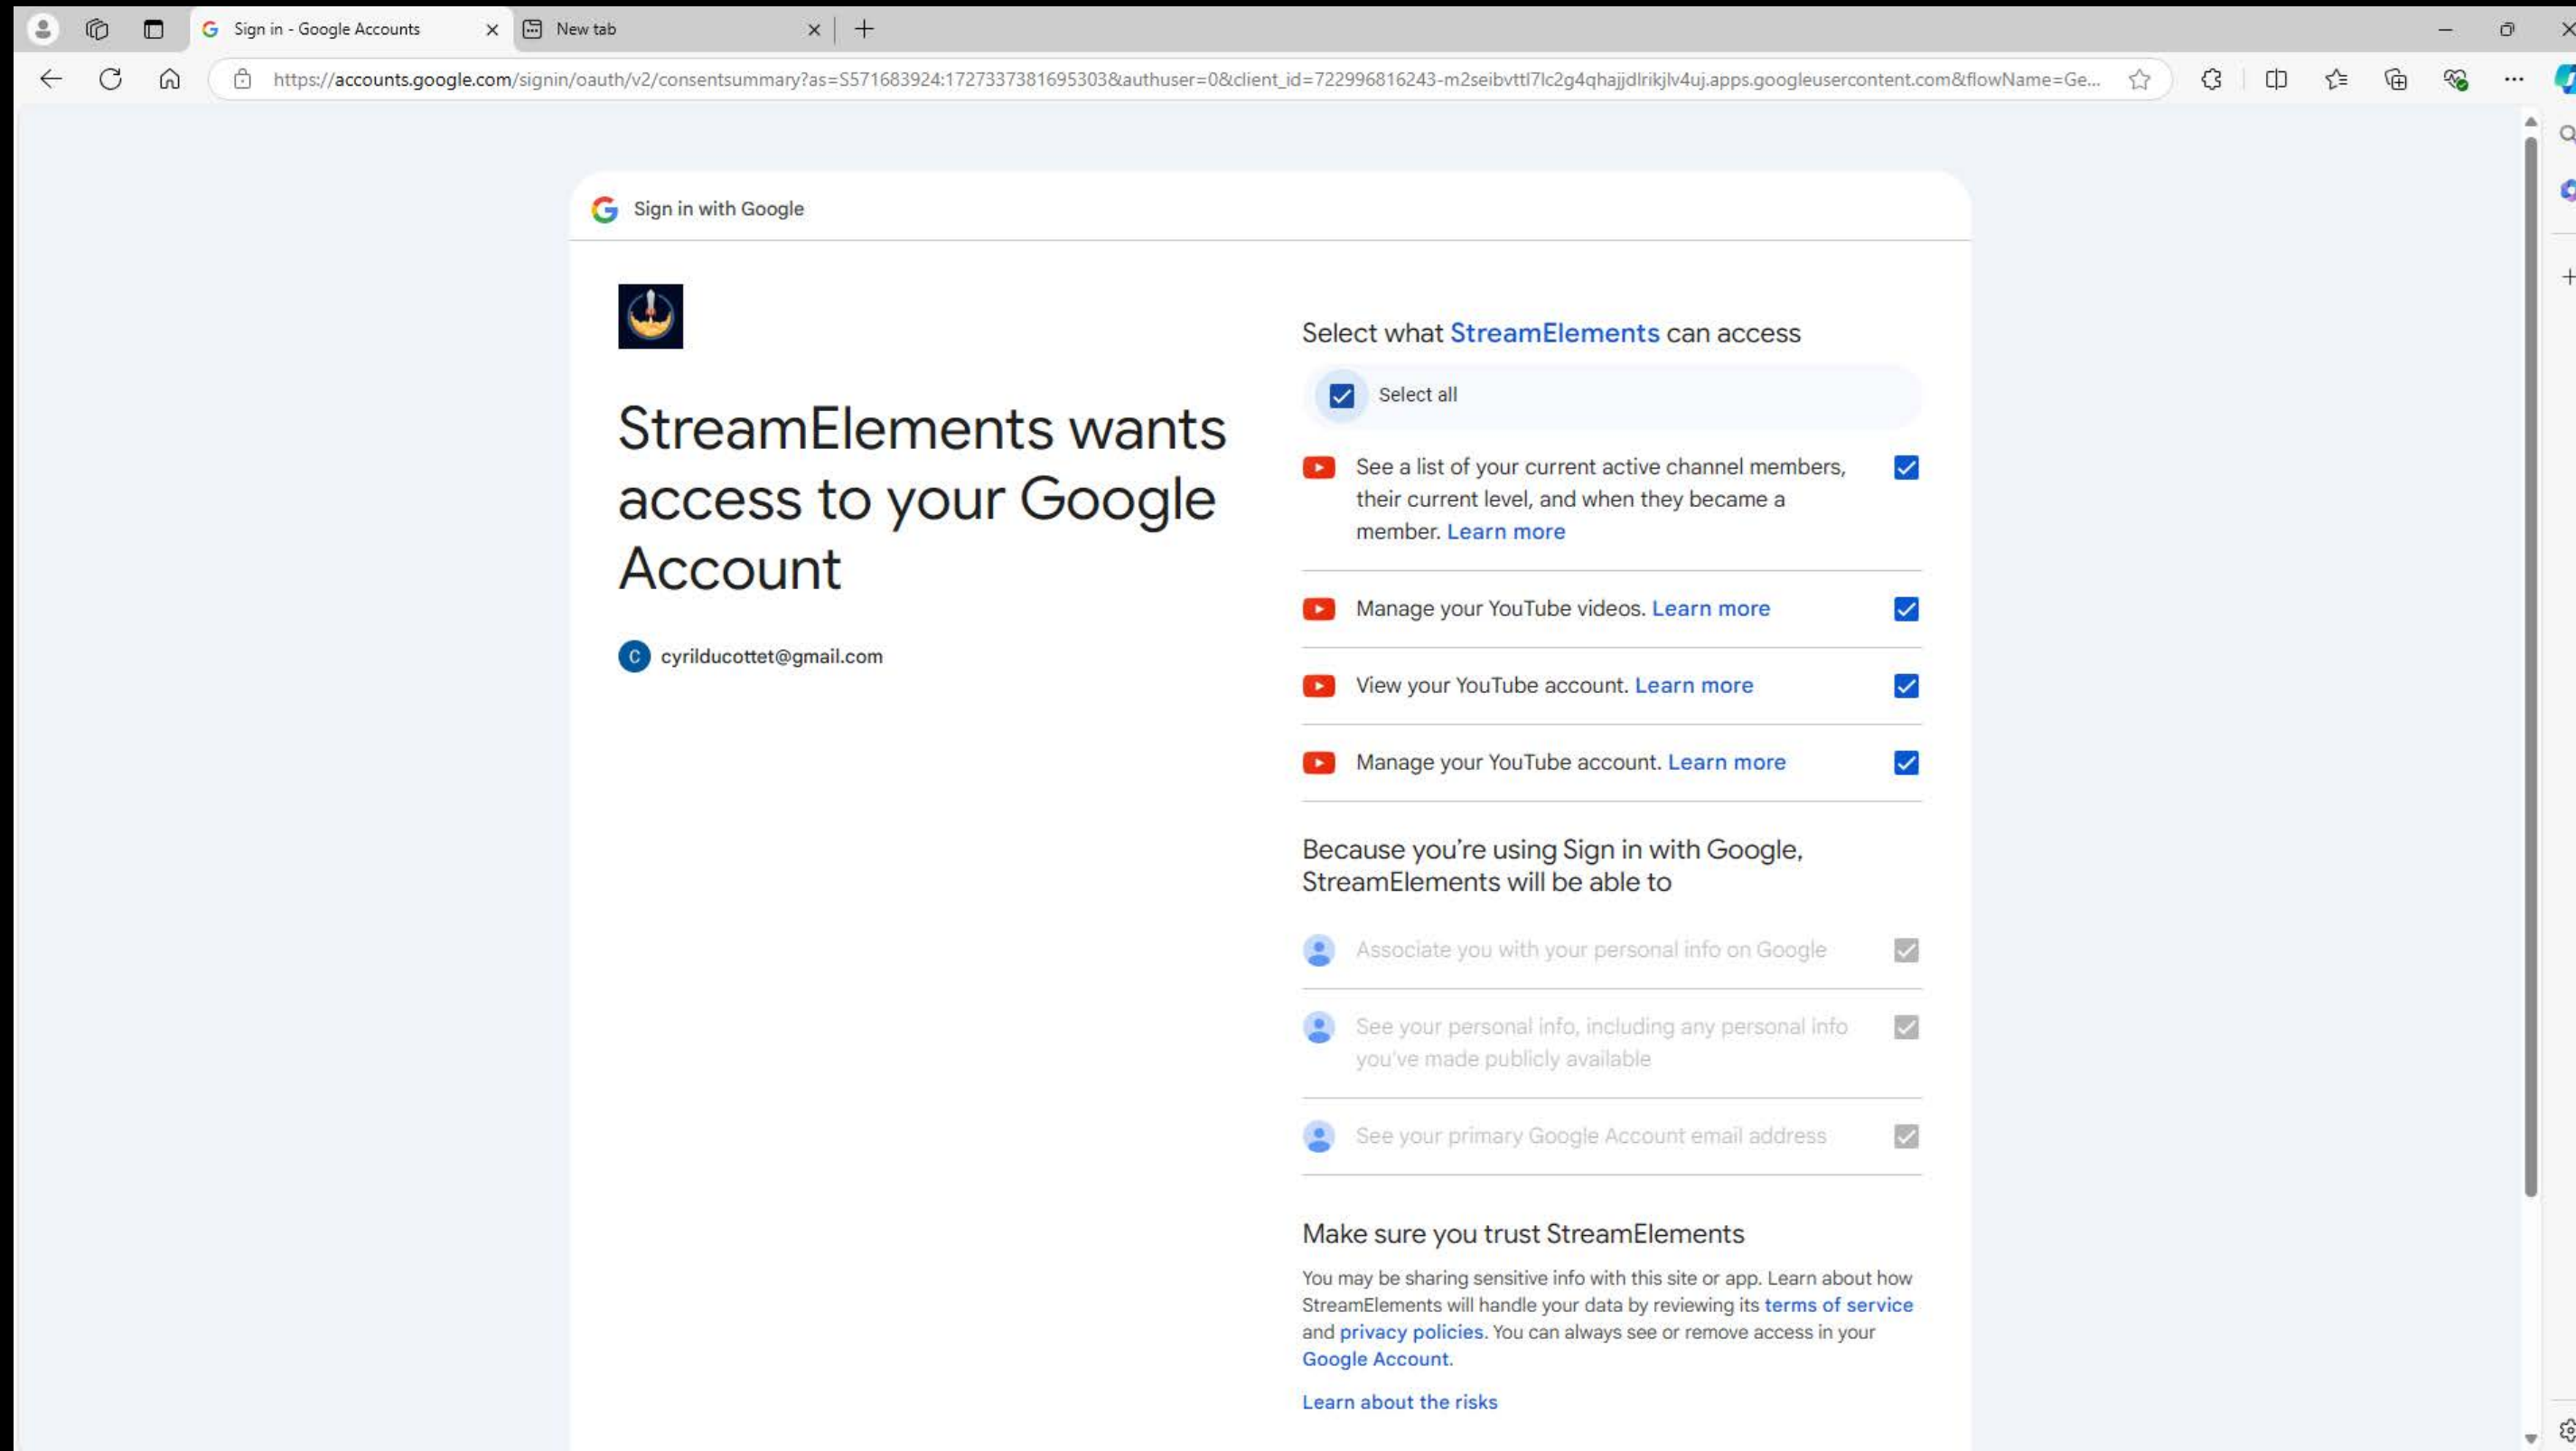 Sign in - Google Accounts
New tab
https://accounts.google.com/signin/oauth/v2/consentsummary?as=S571683924:1727337381695303&authuser=0&client_id=722996816243-m2seibvttl7lc2g4qhajjdlrikjlv4uj.apps.googleusercontent.com&flowName=Ge...
Sign in with Google
StreamElements wants
access to your Google
Account
C cyrilducottet@gmail.com
Select what StreamElements can access
Select all
See a list of your current active channel members,
their current level, and when they became a
member. Learn more
Manage your YouTube videos. Learn more
View your YouTube account. Learn more
Manage your YouTube account. Learn more
Because you’re using Sign in with Google,
StreamElements will be able to
Associate you with your personal info on Google
See your personal info, including any personal info
you’ve made publicly available
See your primary Google Account email address
Make sure you trust StreamElements
You may be sharing sensitive info with this site or app. Learn about how
StreamElements will handle your data by reviewing its terms of service
and privacy policies. You can always see or remove access in your
Google Account.
Learn about the risks